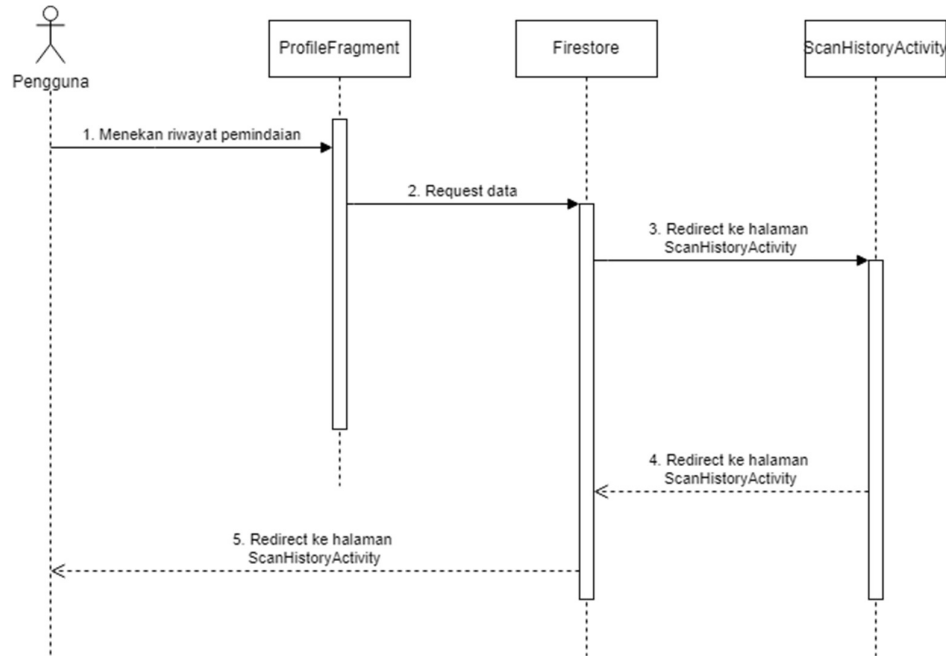 ProfileFragment
Firestore
ScanHistoryActivity
Pengguna
1. Menekan riwayat pemindaian
2. Request data
3. Redirect ke halaman
ScanHistoryActivity
4. Redirect ke halaman
ScanHistoryActivity
5. Redirect ke halaman
ScanHistoryActivity